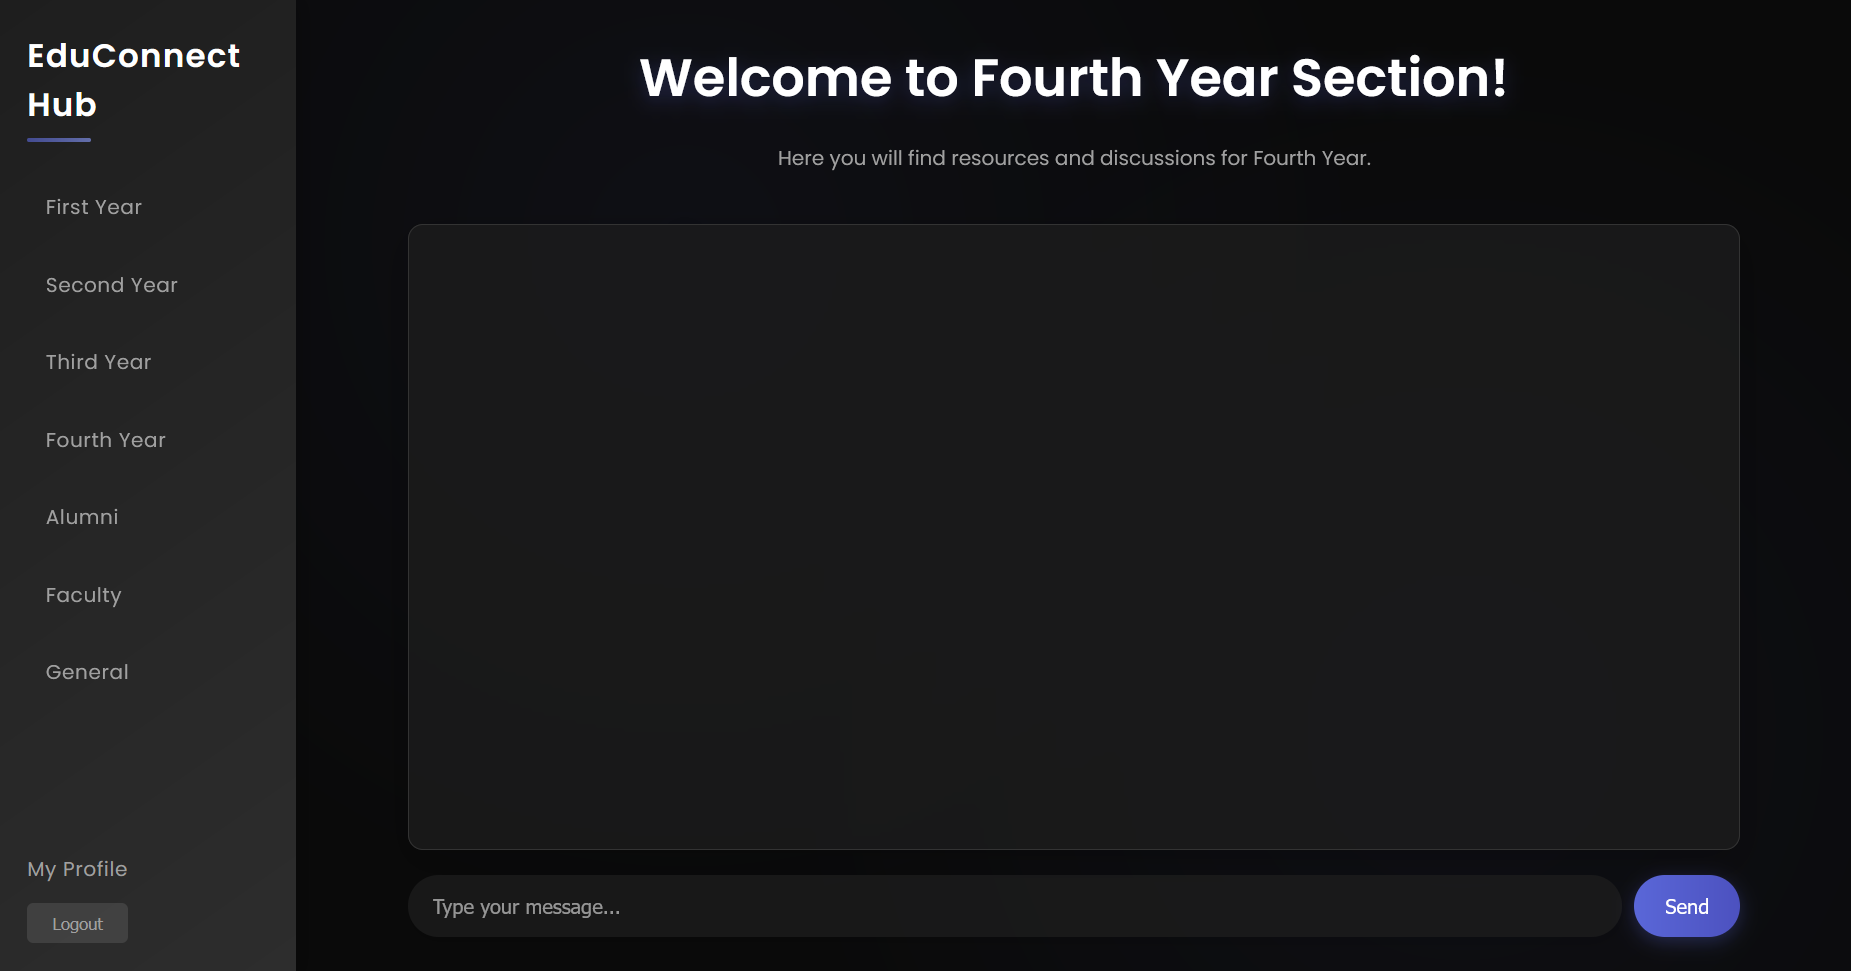 EduConnect
Hub
First Year
Second Year
Third Year
Fourth Year
Alumni
Faculty
General
My Profile
Logout
Welcome to Fourth Year Section!
Here you will find resources and discussions for Fourth Year.
Type your message...
Send